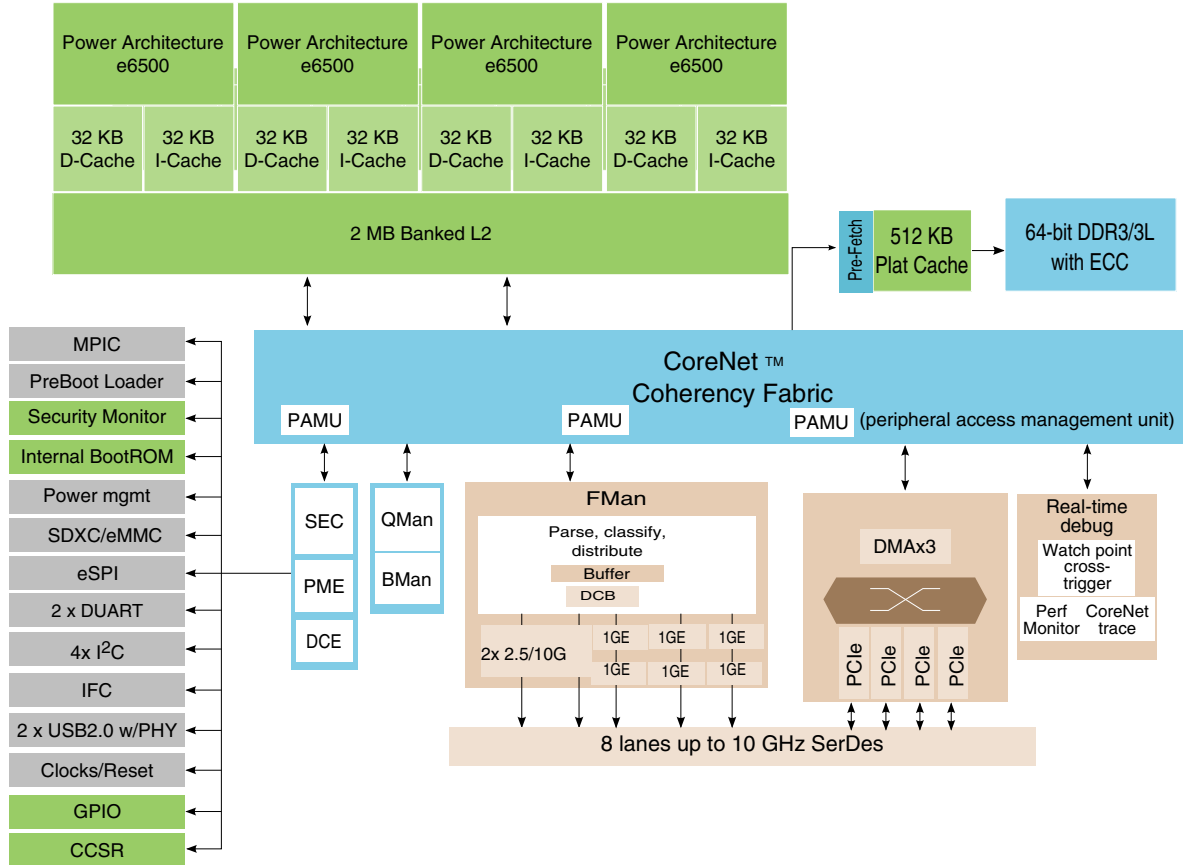 Power Architecture
e6500
Power Architecture
e6500
Power Architecture
e6500
Power Architecture
e6500
32 KB
D-Cache
32 KB
I-Cache
32 KB
D-Cache
32 KB
I-Cache
32 KB
D-Cache
32 KB
I-Cache
32 KB
D-Cache
32 KB
I-Cache
2 MB Banked L2
Pre-Fetch
512 KB
Plat Cache
64-bit DDR3/3L
with ECC
MPIC
PreBoot Loader
Security Monitor
Internal BootROM
Power mgmt
SDXC/eMMC
eSPI
2 x DUART
4x I²C
IFC
2 x USB2.0 w/PHY
Clocks/Reset
GPIO
CCSR
CoreNet TM
Coherency Fabric
PAMU
PAMU
PAMU (peripheral access management unit)
SEC
PME
DCE
QMan
BMan
FMan
Parse, classify,
distribute
Buffer
DCB
2x 2.5/10G
1GE
1GE
1GE
1GE
1GE
1GE
DMAx3
PCIe
PCIe
PCIe
PCIe
Real-time
debug
Watch point
cross-
trigger
Perf
Monitor
CoreNet
trace
8 lanes up to 10 GHz SerDes